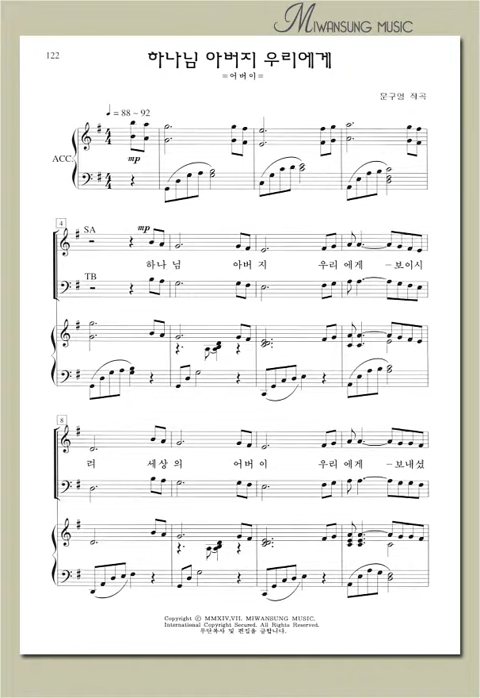 MIWANSUNG MUSIC
122
하나님 아버지 우리에게
=어버이=
문구영 작곡
♩ = 88 ~ 92
ACC.
mp
4
SA
mp
하나님 아버지 우리에게 - 보이시
TB
8
리 세상의 어버이 우리에게 - 보내셨
Copyright ⓒ MMXIV,VII. MIWANSUNG MUSIC.
International Copyright Secured. All Rights Reserved.
무단복사 및 편집을 금합니다.